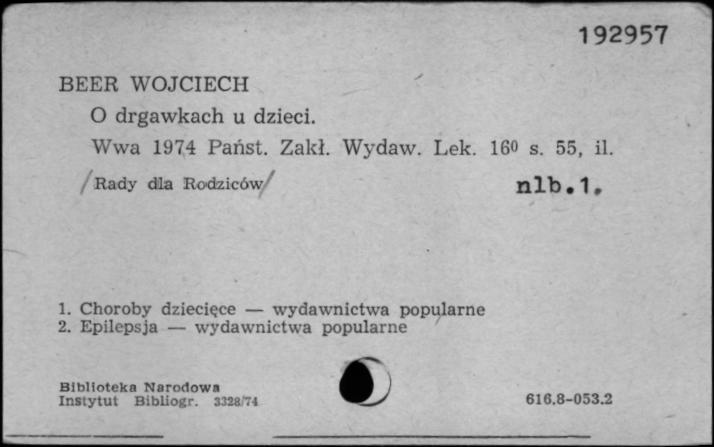 192957
BEER WOJCIECH
O drgawkach u dzieci.
Wwa 1974 Państ. Zakł. Wydaw. Lek. 16⁰ s. 55, il.
/Rady dla Rodziców/ nlb.1.
1. Choroby dziecięce — wydawnictwa popularne
2. Epilepsja — wydawnictwa popularne
Biblioteka Narodowa
Instytut Bibliogr. 3328/74 616.8-053.2